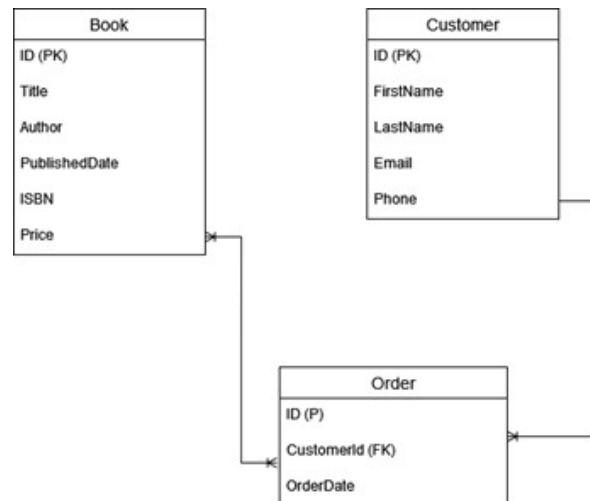 Book
ID (PK)
Title
Author
PublishedDate
ISBN
Price
Customer
ID (PK)
FirstName
LastName
Email
Phone
Order
ID (P)
CustomerId (FK)
OrderDate